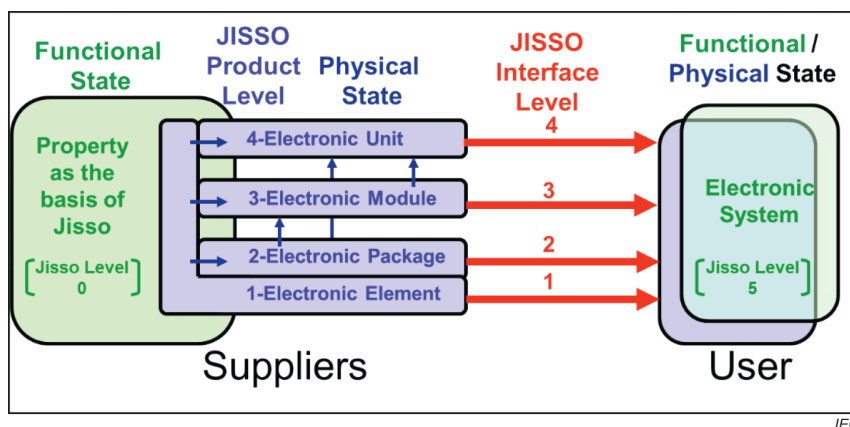 Functional
State
JISSO
Product
Level
Physical
State
JISSO
Interface
Level
Functional /
Physical State
Property
as the
basis of
Jisso
[Jisso Level]
0
4-Electronic Unit
3-Electronic Module
2-Electronic Package
1-Electronic Element
4
3
2
1
Electronic
System
[Jisso Level]
5
Suppliers
User